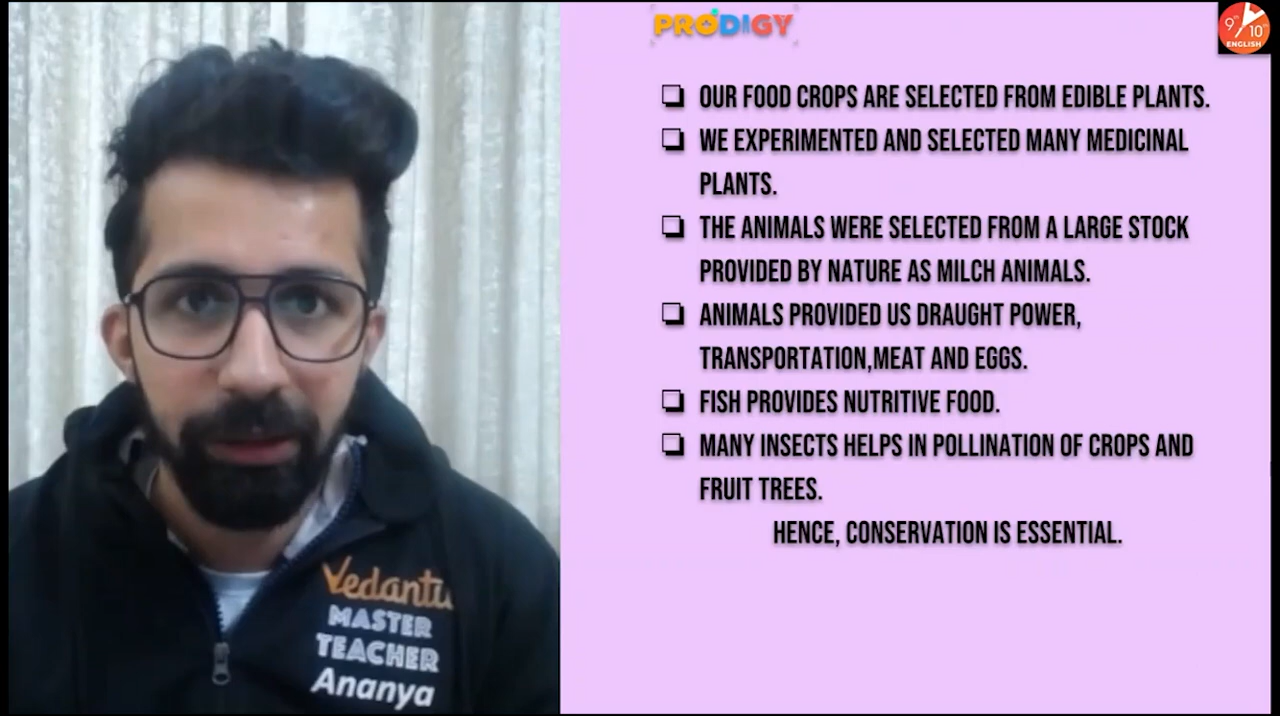 PRODIGY
9th/10th
ENGLISH
OUR FOOD CROPS ARE SELECTED FROM EDIBLE PLANTS.
WE EXPERIMENTED AND SELECTED MANY MEDICINAL
PLANTS.
THE ANIMALS WERE SELECTED FROM A LARGE STOCK
PROVIDED BY NATURE AS MILCH ANIMALS.
ANIMALS PROVIDED US DRAUGHT POWER,
TRANSPORTATION,MEAT AND EGGS.
FISH PROVIDES NUTRITIVE FOOD.
MANY INSECTS HELPS IN POLLINATION OF CROPS AND
FRUIT TREES.
HENCE, CONSERVATION IS ESSENTIAL.
Vedantu
MASTER
TEACHER
Ananya